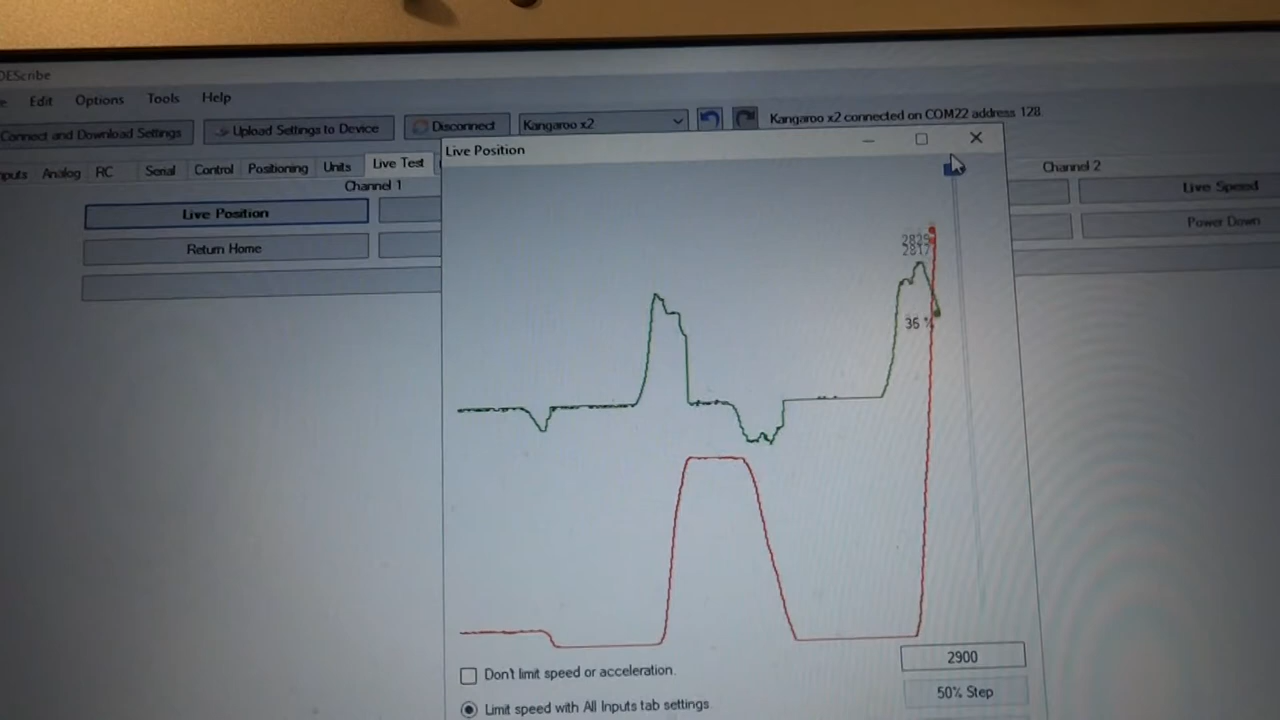 DEScribe
Edit Options Tools Help
Connect and Download Settings Upload Settings to Device Disconnect Kangaroo x2 Kangaroo x2 connected on COM22 address 128.
Analog RC Serial Control Positioning Units Live Test
Live Position
Channel 1
Channel 2
Live Position
Live Speed
Return Home
Power Down
2817
36 %
Don't limit speed or acceleration.
2900
Limit speed with All Inputs tab settings.
50% Step